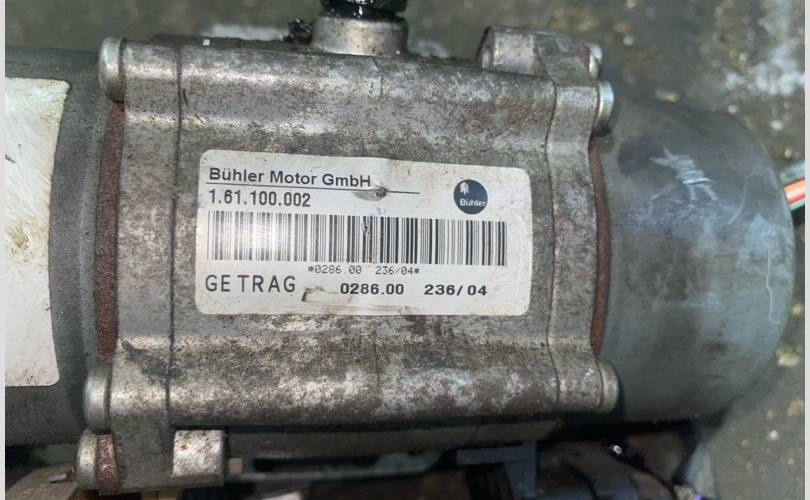 Bühler Motor GmbH
1.61.100.002
Bühler
*0286.00 236/04*
GETRAG 0286.00 236/04